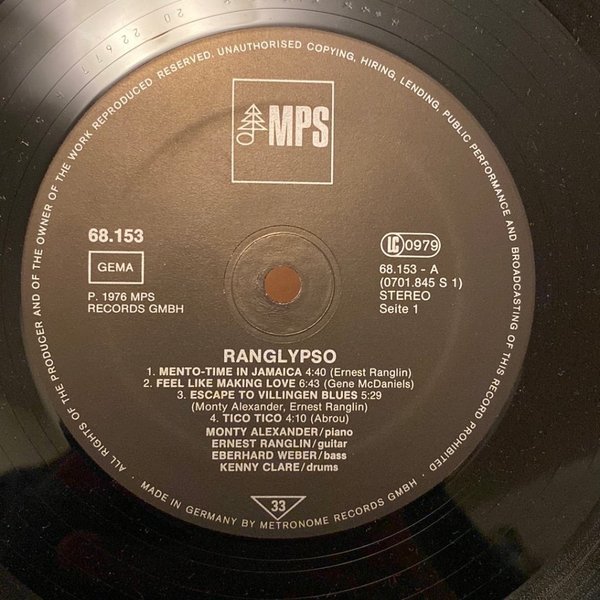 ALL RIGHTS OF THE PRODUCER AND OF THE OWNER OF THE WORK REPRODUCED RESERVED. UNAUTHORISED COPYING, HIRING, LENDING, PUBLIC PERFORMANCE AND BROADCASTING OF THIS RECORD PROHIBITED
MPS
68.153
GEMA
P. 1976 MPS
RECORDS GMBH
LC 0979
68.153 - A
(0701.845 S 1)
STEREO
Seite 1
RANGLYPSO
1. MENTO-TIME IN JAMAICA 4:40 (Ernest Ranglin)
2. FEEL LIKE MAKING LOVE 6:43 (Gene McDaniels)
3. ESCAPE TO VILLINGEN BLUES 5:29
(Monty Alexander, Ernest Ranglin)
4. TICO TICO 4:10 (Abrou)
MONTY ALEXANDER/piano
ERNEST RANGLIN/guitar
EBERHARD WEBER/bass
KENNY CLARE/drums
33
MADE IN GERMANY BY METRONOME RECORDS GMBH